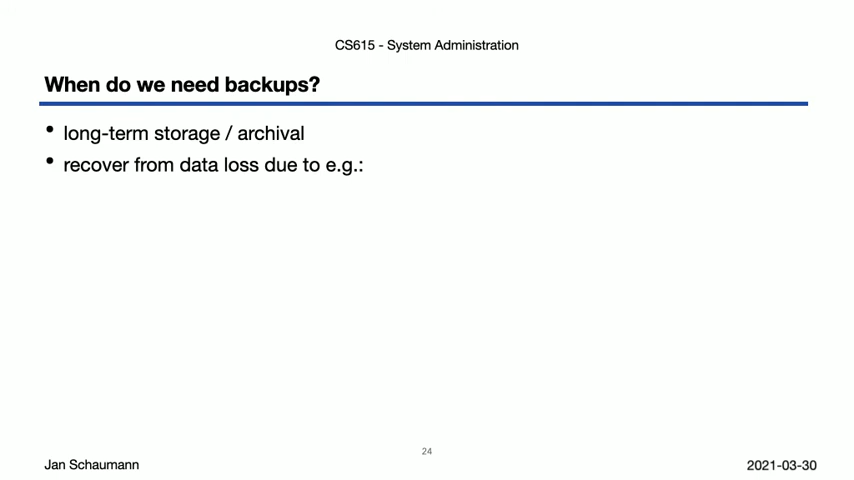 CS615 - System Administration
When do we need backups?
• long-term storage / archival
• recover from data loss due to e.g.:
24
Jan Schaumann
2021-03-30